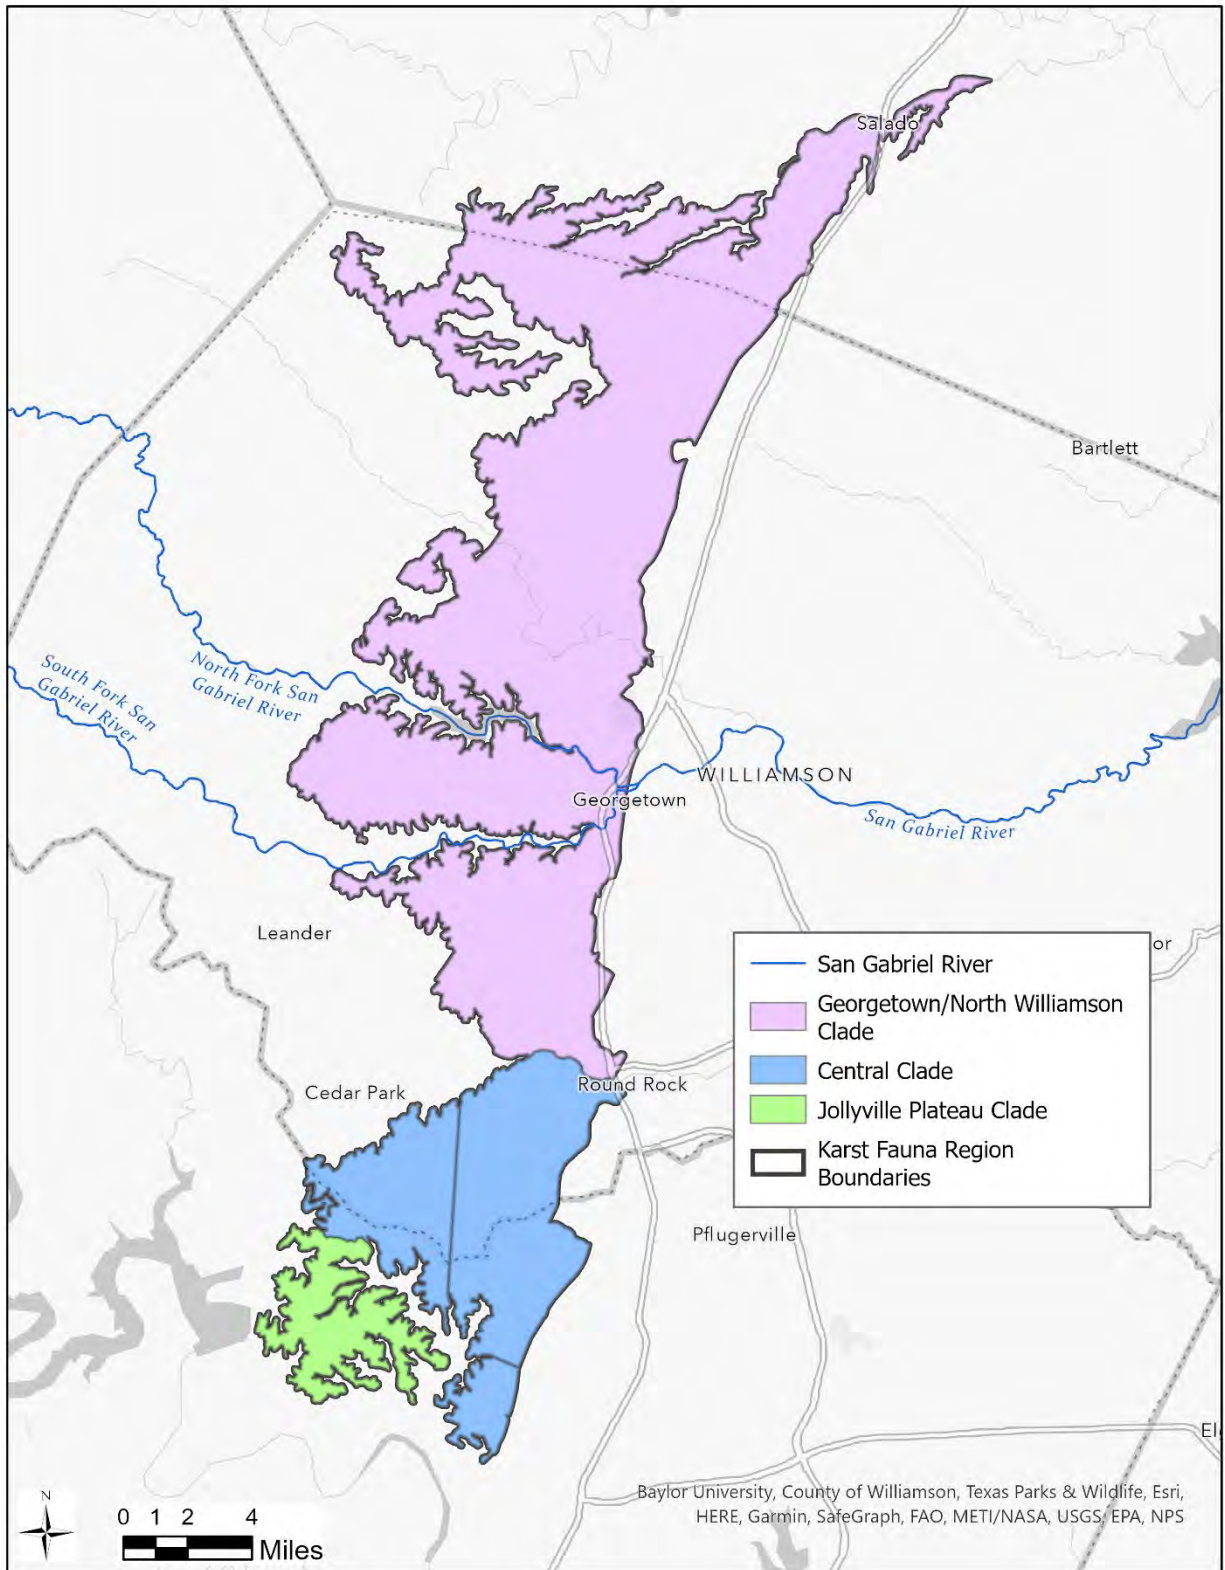 Salado
Bartlett
North Fork San
Gabriel River
South Fork San
Gabriel River
WILLIAMSON
Georgetown
San Gabriel River
Leander
or
San Gabriel River
Georgetown/North Williamson
Clade
Central Clade
Jollyville Plateau Clade
Karst Fauna Region
Boundaries
Cedar Park
Round Rock
Pflugerville
El
N
0 1 2 4
Miles
Baylor University, County of Williamson, Texas Parks & Wildlife, Esri,
HERE, Garmin, SafeGraph, FAO, METI/NASA, USGS, EPA, NPS